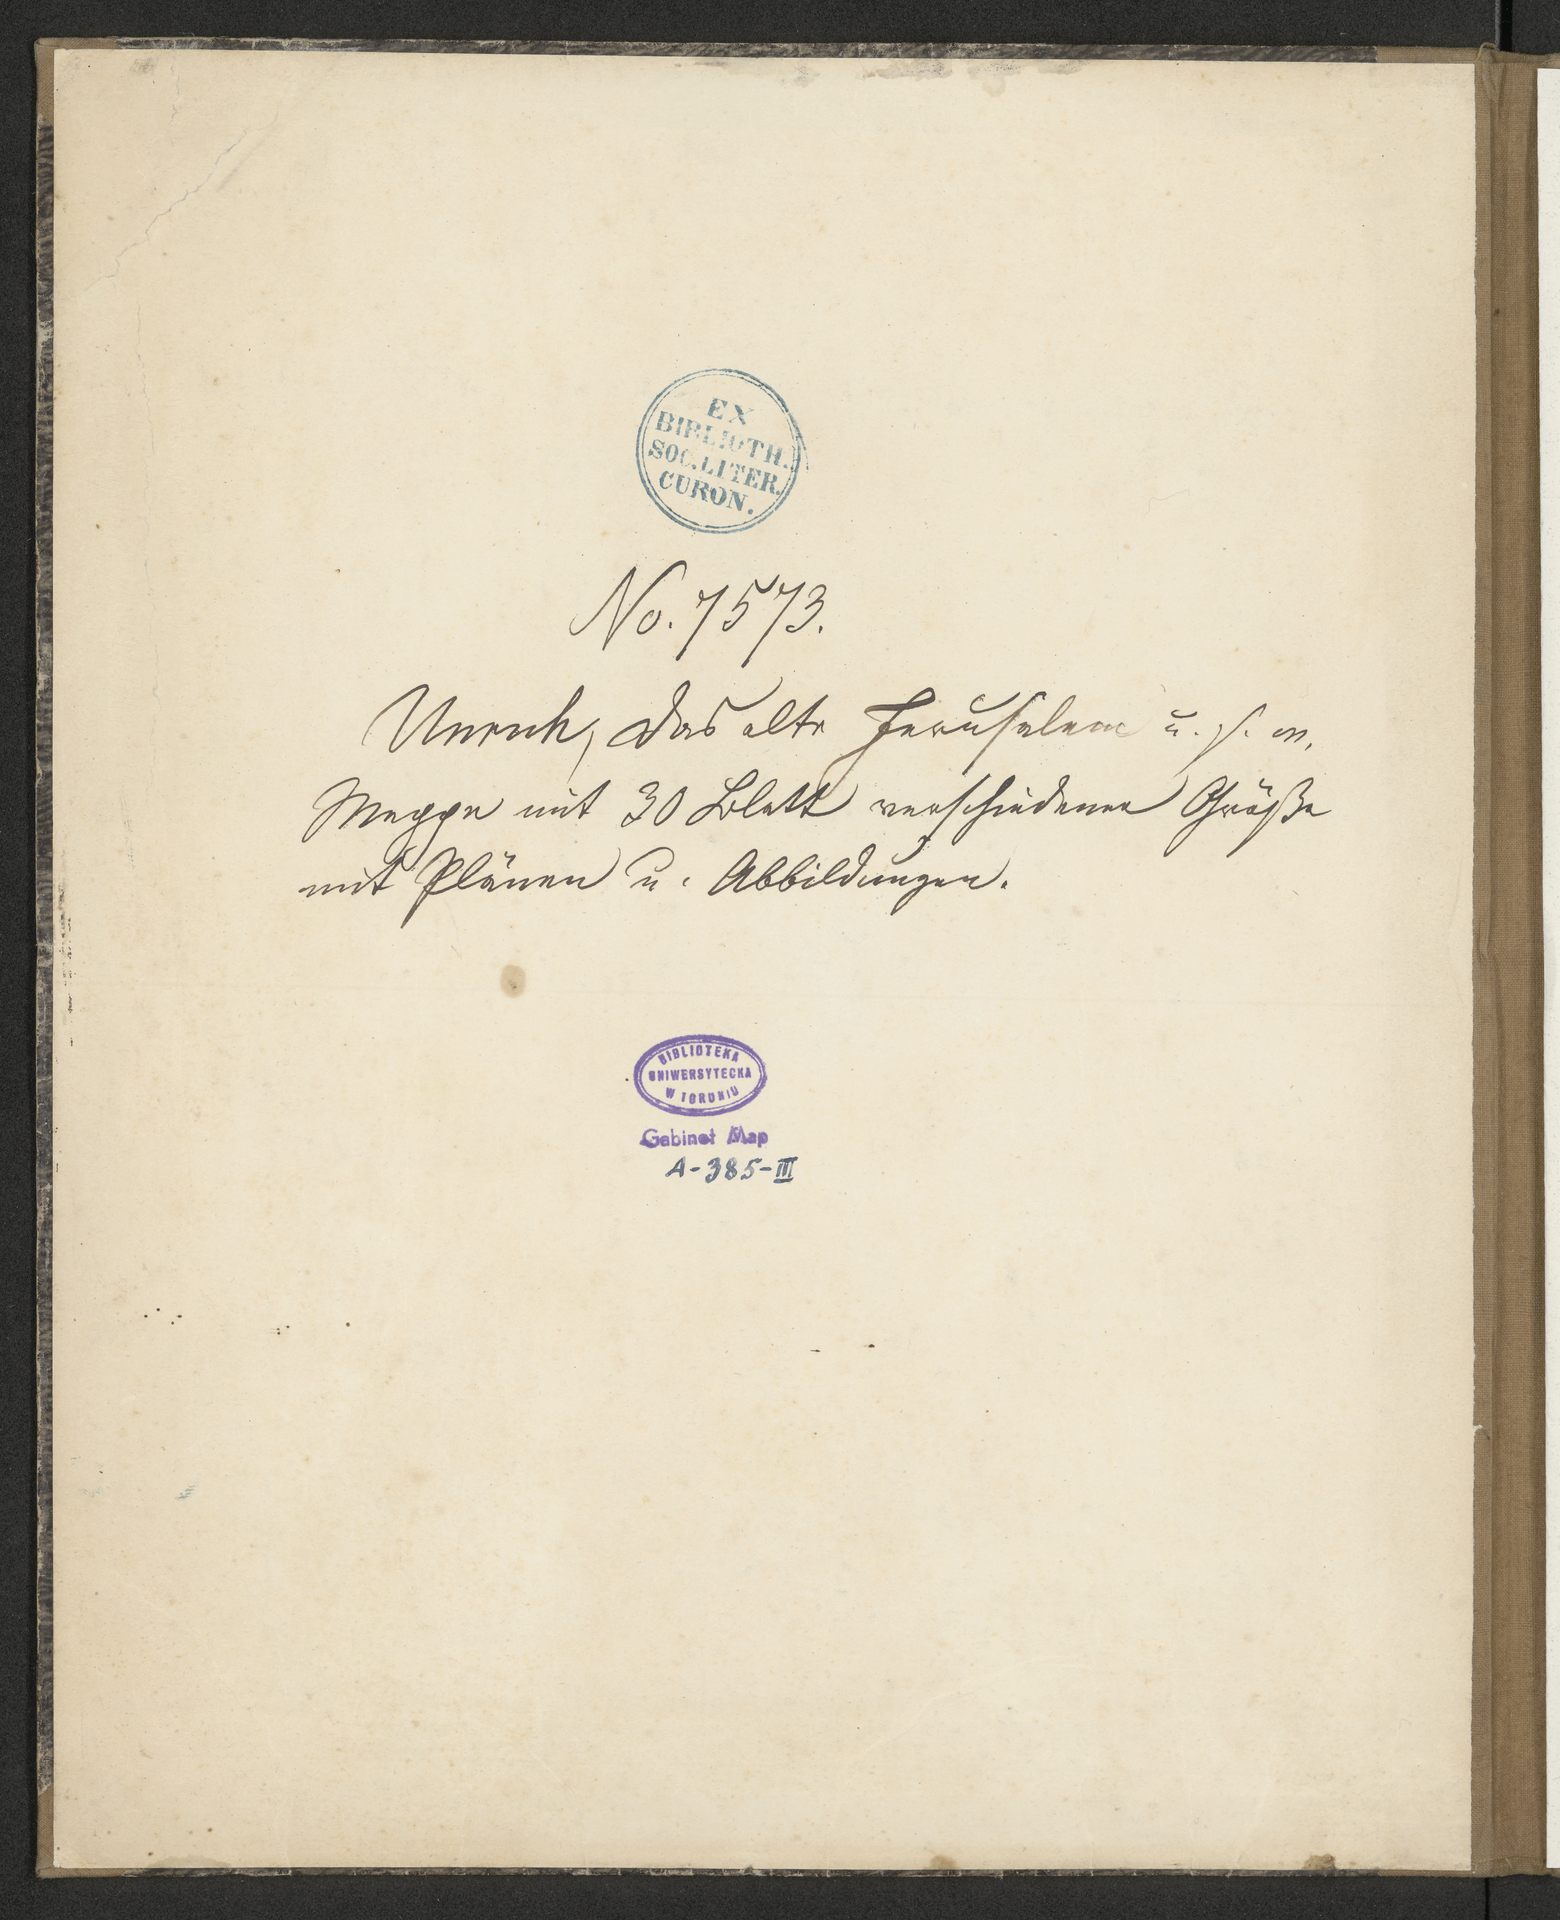 EX
BIBLIOTH.
SOC.LITER.
CURON.
No. 7573.
Unruh, Das alte Jerusalem u. s. w.
Mappe mit 30 Blatt verschiedener Größe
mit Plänen u. Abbildungen.
BIBLIOTEKA
UNIWERSYTECKA
W TORUNIU
Gabinet Map
A-385-III